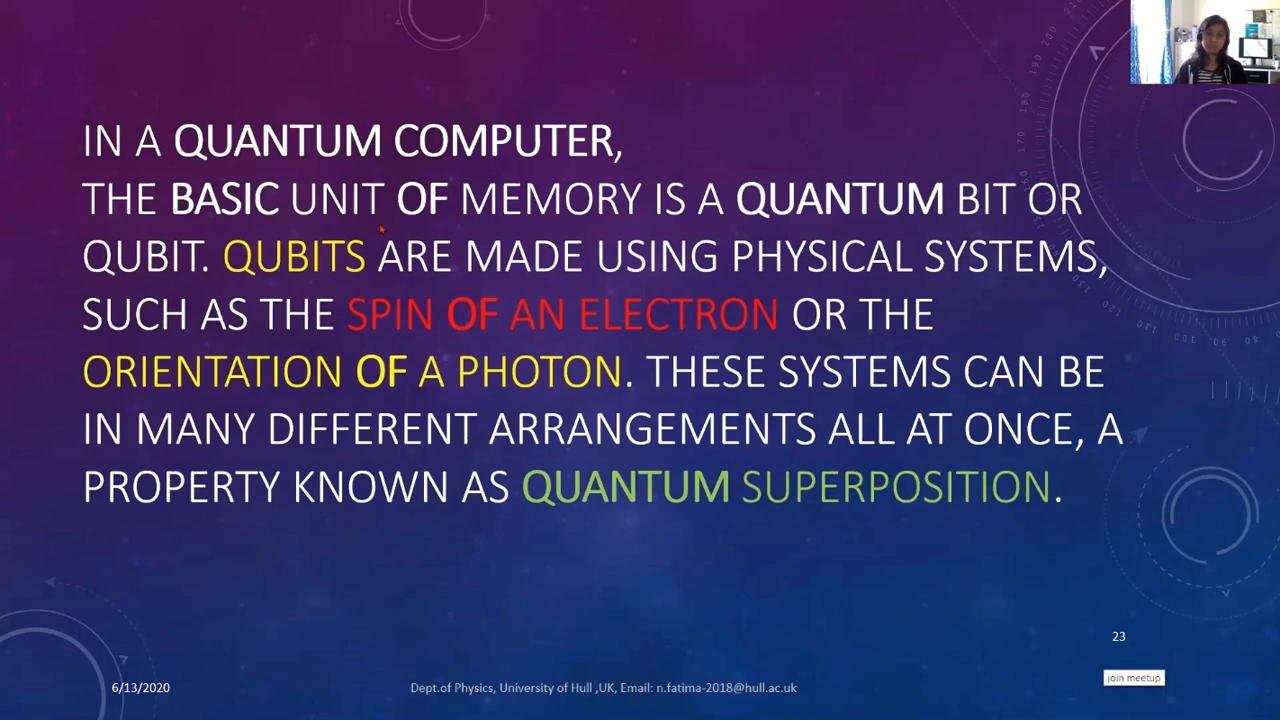 IN A QUANTUM COMPUTER,
THE BASIC UNIT OF MEMORY IS A QUANTUM BIT OR
QUBIT. QUBITS ARE MADE USING PHYSICAL SYSTEMS,
SUCH AS THE SPIN OF AN ELECTRON OR THE
ORIENTATION OF A PHOTON. THESE SYSTEMS CAN BE
IN MANY DIFFERENT ARRANGEMENTS ALL AT ONCE, A
PROPERTY KNOWN AS QUANTUM SUPERPOSITION.
23
join meetup
6/13/2020
Dept.of Physics, University of Hull ,UK, Email: n.fatima-2018@hull.ac.uk